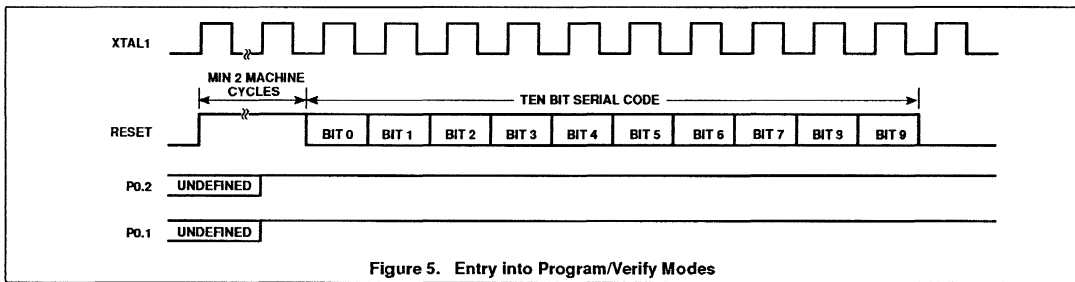 XTAL1
MIN 2 MACHINE
CYCLES
TEN BIT SERIAL CODE
RESET BIT 0 BIT 1 BIT 2 BIT 3 BIT 4 BIT 5 BIT 6 BIT 7 BIT 8 BIT 9
P0.2 UNDEFINED
P0.1 UNDEFINED
Figure 5. Entry into Program/Verify Modes